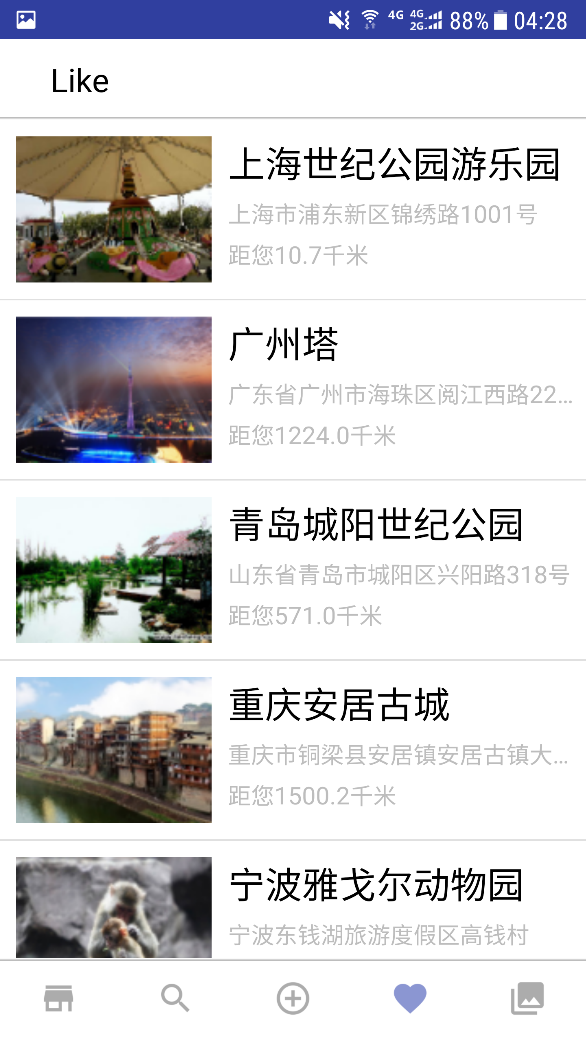 4G 4G 2G 88% 04:28
Like
上海世纪公园游乐园
上海市浦东新区锦绣路1001号
距您10.7千米
广州塔
广东省广州市海珠区阅江西路22...
距您1224.0千米
青岛城阳世纪公园
山东省青岛市城阳区兴阳路318号
距您571.0千米
重庆安居古城
重庆市铜梁县安居镇安居古镇大...
距您1500.2千米
宁波雅戈尔动物园
宁波东钱湖旅游度假区高钱村